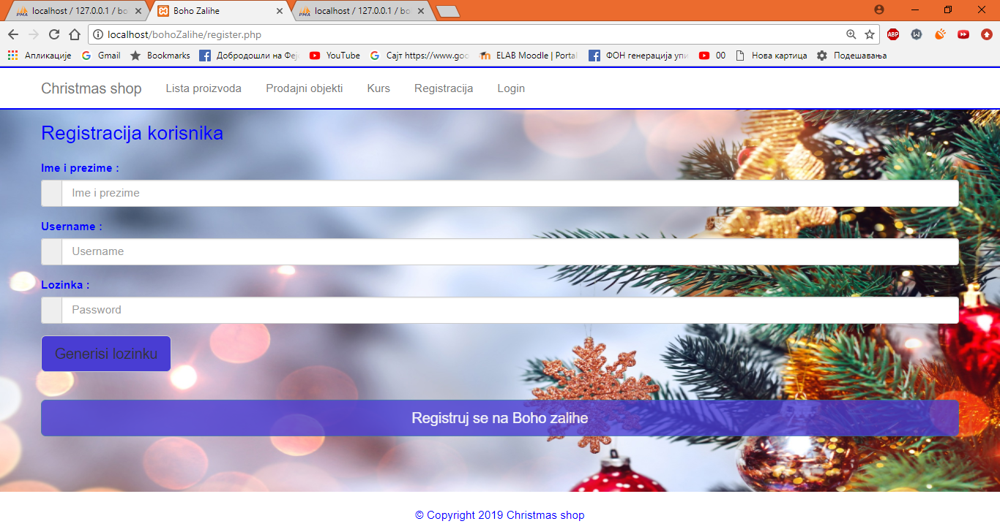 localhost / 127.0.0.1 / bo
Boho Zalihe
localhost / 127.0.0.1 / bo
localhost/bohoZalihe/register.php
ABP
Апликације
Gmail
Bookmarks
Добродошли на Феј
YouTube
Сајт https://www.goo
ELAB Moodle | Portal
ФОН генерација упи
00
Нова картица
Подешавања
Christmas shop
Lista proizvoda
Prodajni objekti
Kurs
Registracija
Login
Registracija korisnika
Ime i prezime :
Ime i prezime
Username :
Username
Lozinka :
Password
Generisi lozinku
Registruj se na Boho zalihe
© Copyright 2019 Christmas shop